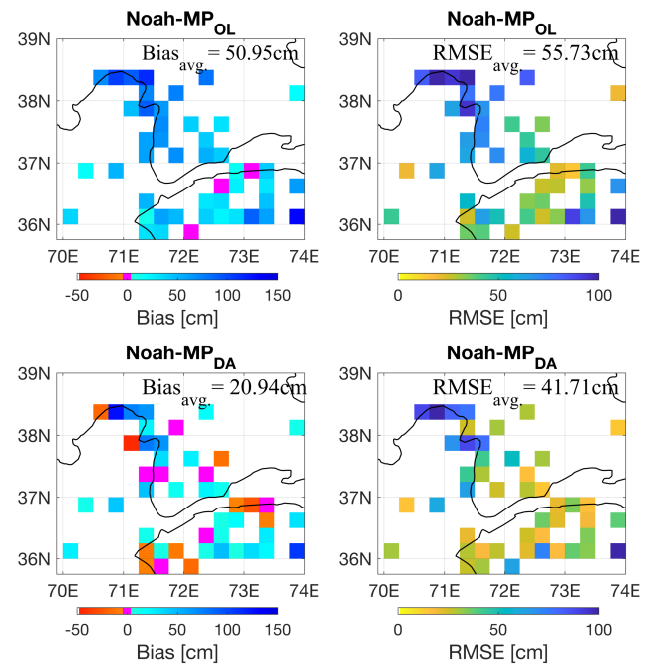 Noah-MP_OL
Noah-MP_OL
Bias_avg. = 50.95cm
RMSE_avg. = 55.73cm
39N
38N
37N
36N
39N
38N
37N
36N
70E 71E 72E 73E 74E
70E 71E 72E 73E 74E
-50 0 50 100 150
0 100
Bias [cm]
RMSE [cm]
Noah-MP_DA
Noah-MP_DA
Bias_avg. = 20.94cm
RMSE_avg. = 41.71cm
39N
38N
37N
36N
39N
38N
37N
36N
70E 71E 72E 73E 74E
70E 71E 72E 73E 74E
-50 0 50 100 150
0 100
Bias [cm]
RMSE [cm]